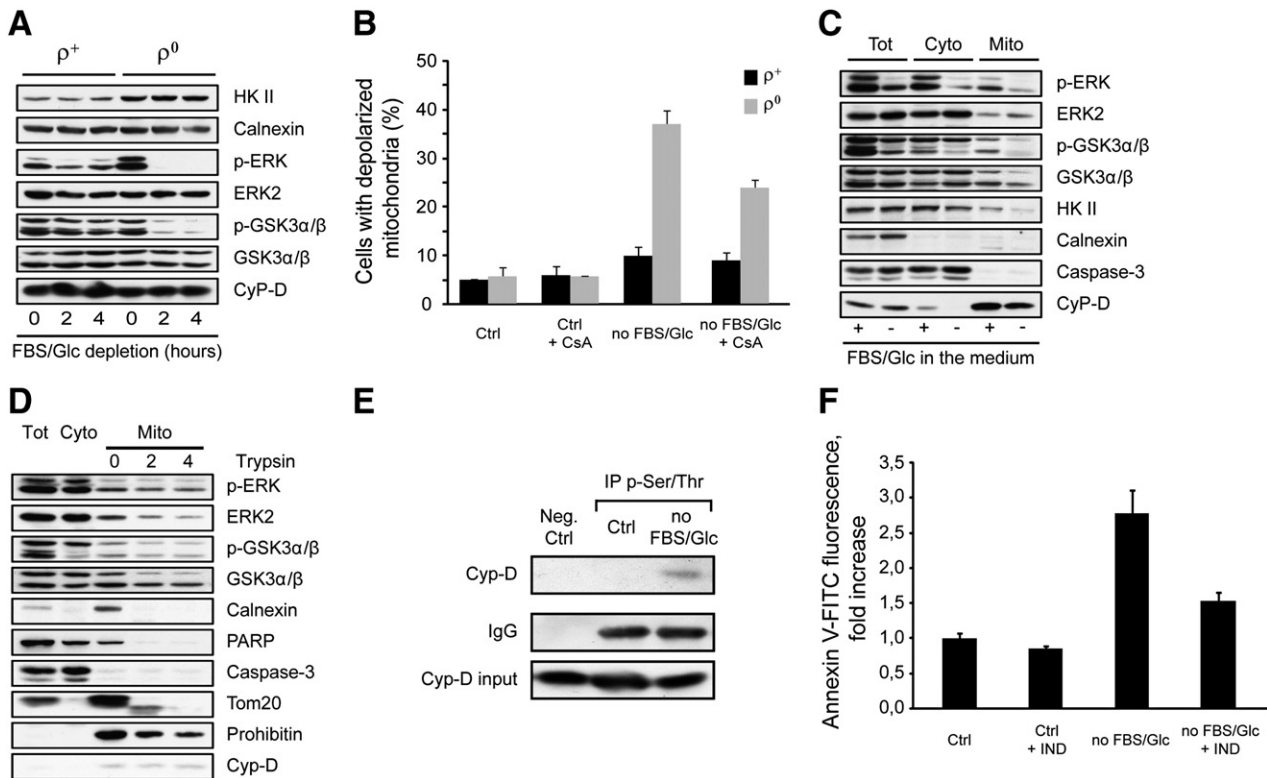 A
ρ+ ρ0
HK II
Calnexin
p-ERK
ERK2
p-GSK3α/β
GSK3α/β
CyP-D
0 2 4 0 2 4
FBS/Glc depletion (hours)
B
Cells with depolarized
mitochondria (%)
50
40
30
20
10
0
ρ+
ρ0
Ctrl
Ctrl
+ CsA
no FBS/Glc
no FBS/Glc
+ CsA
C
Tot Cyto Mito
p-ERK
ERK2
p-GSK3α/β
GSK3α/β
HK II
Calnexin
Caspase-3
CyP-D
+ - + - + -
FBS/Glc in the medium
D
Tot Cyto Mito
0 2 4 Trypsin
p-ERK
ERK2
p-GSK3α/β
GSK3α/β
Calnexin
PARP
Caspase-3
Tom20
Prohibitin
Cyp-D
E
IP p-Ser/Thr
Neg.
Ctrl
Ctrl
no
FBS/Glc
Cyp-D
IgG
Cyp-D input
F
Annexin V-FITC fluorescence,
fold increase
3,5
3,0
2,5
2,0
1,5
1,0
0,5
0,0
Ctrl
Ctrl
+ IND
no FBS/Glc
no FBS/Glc
+ IND